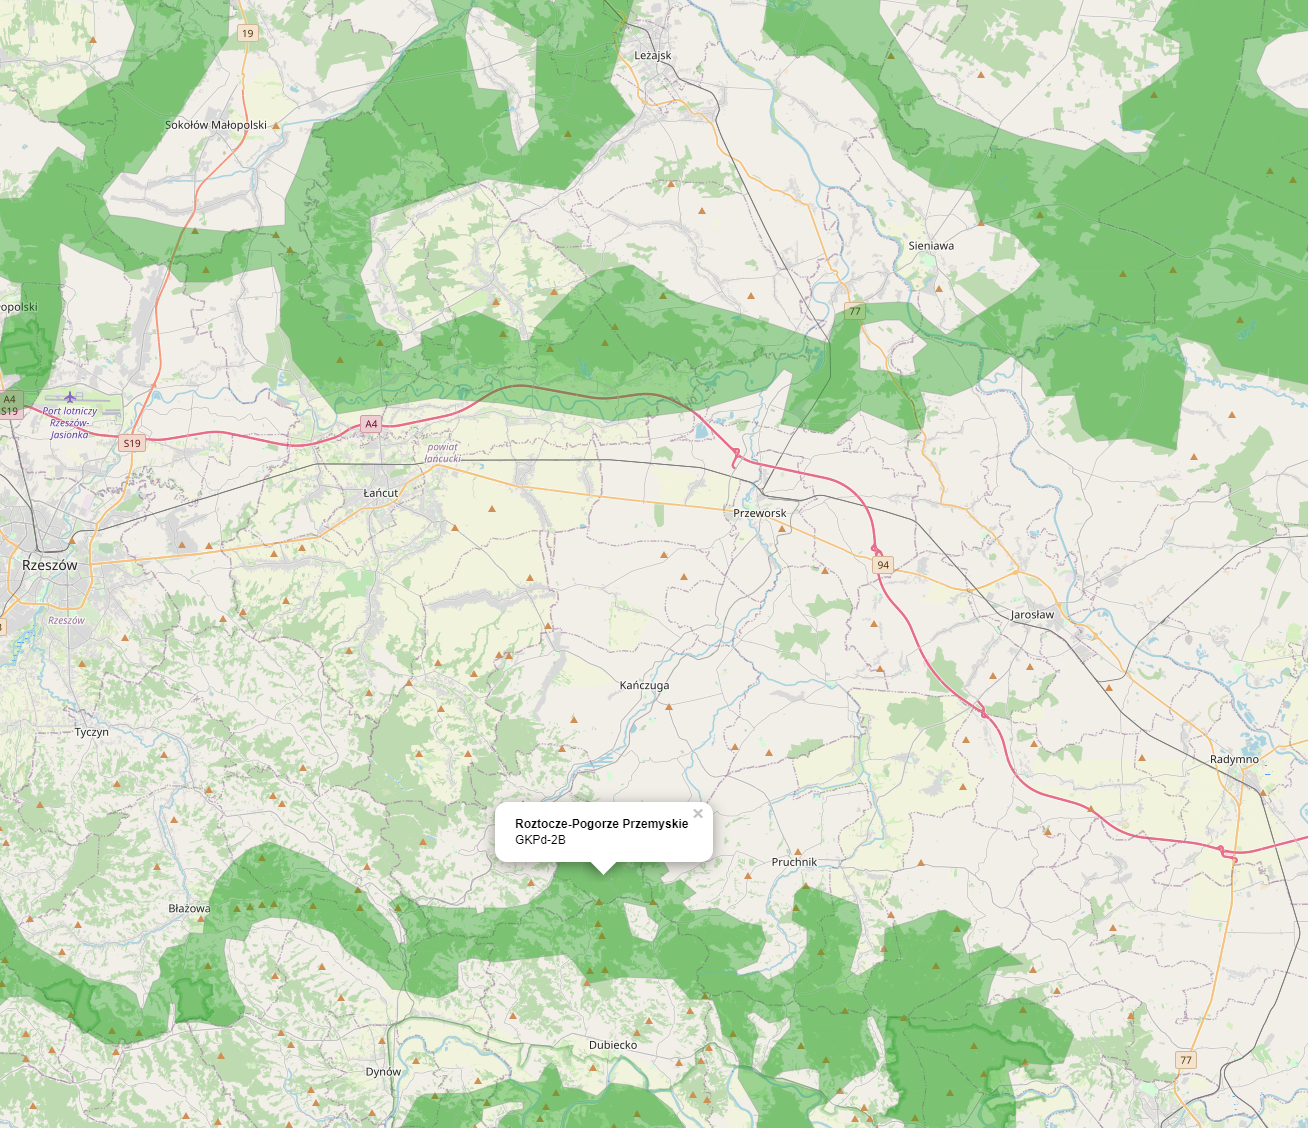 19
Leżajsk
Sokołów Małopolski
Sieniawa
opolski
77
A4
S19
Port lotniczy
Rzeszów-
Jasionka
S19
A4
powiat
łańcucki
Łańcut
Przeworsk
Rzeszów
94
Rzeszów
Jarosław
Kańczuga
Tyczyn
Radymno
Roztocze-Pogorze Przemyskie
×
GKPd-2B
Pruchnik
Błażowa
Dubiecko
Dynów
77